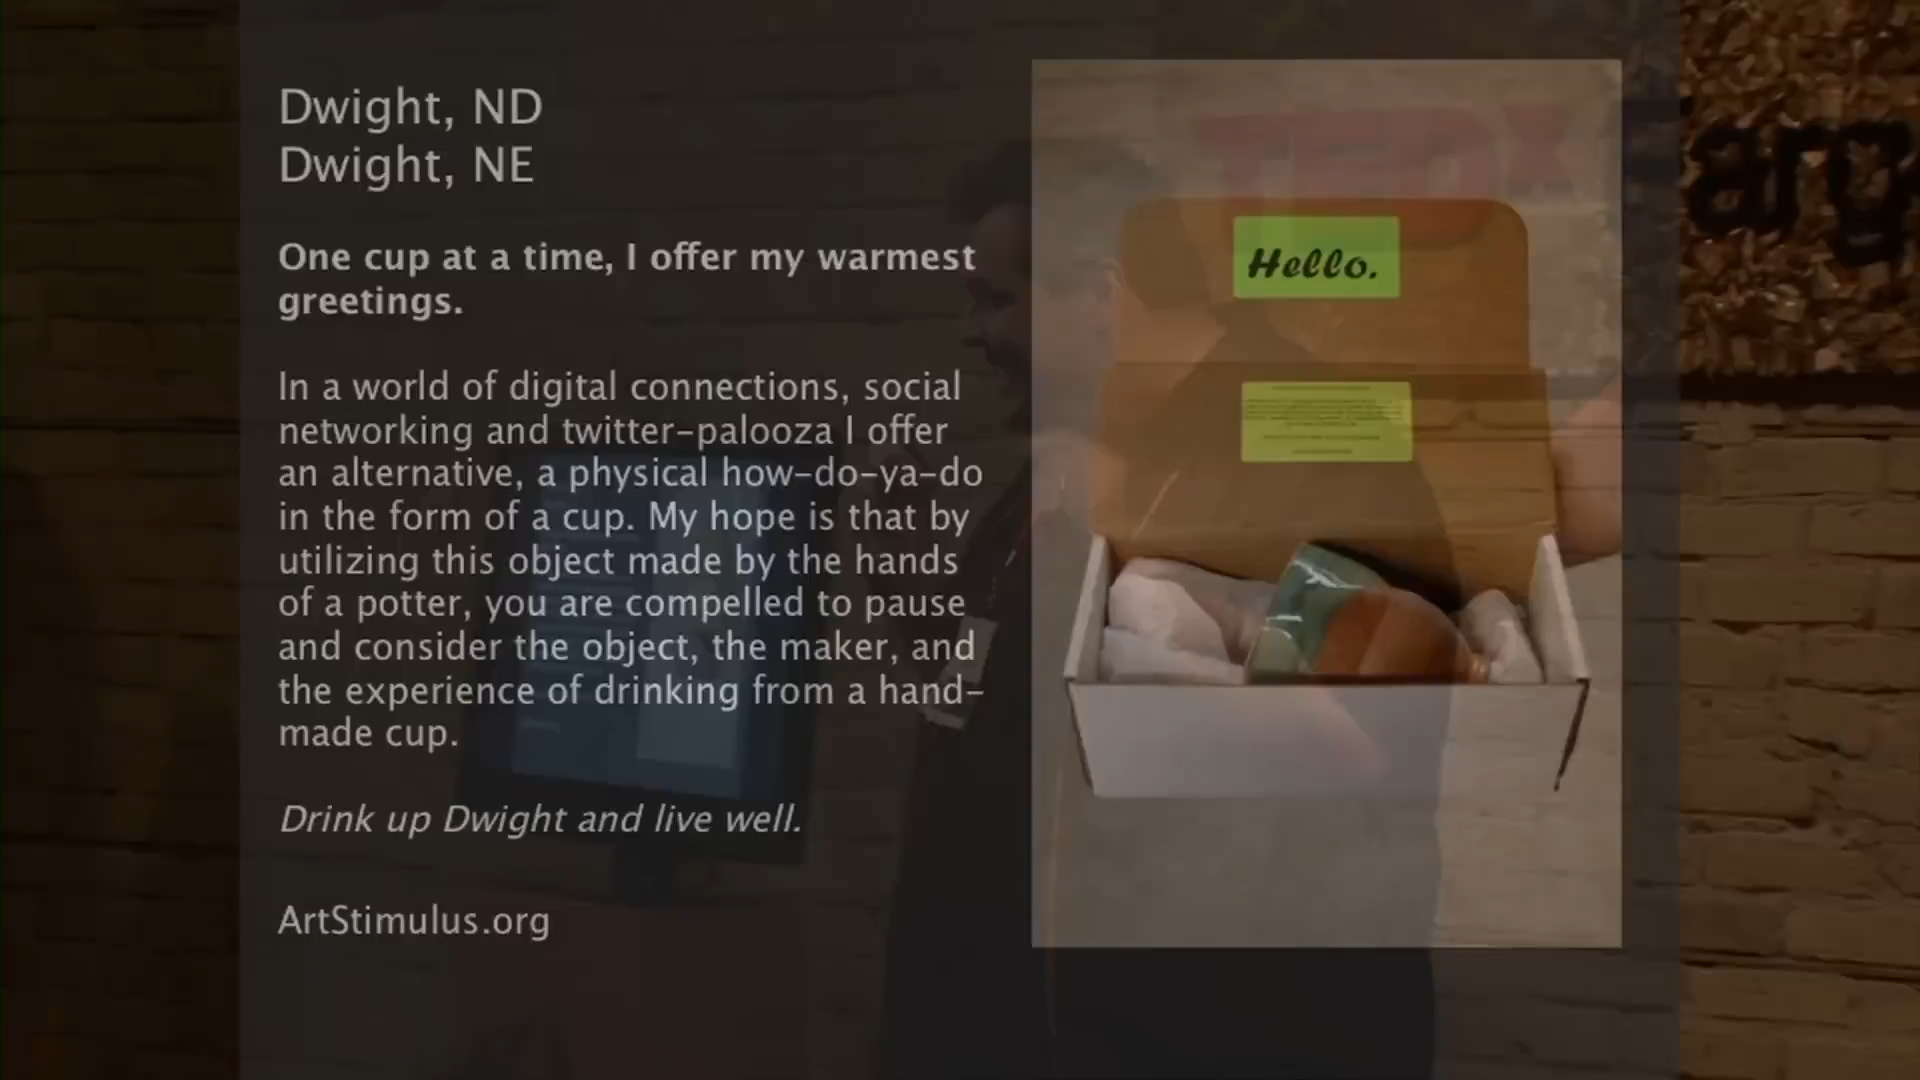 Dwight, ND
Dwight, NE
One cup at a time, I offer my warmest
greetings.
In a world of digital connections, social
networking and twitter-palooza I offer
an alternative, a physical how-do-ya-do
in the form of a cup. My hope is that by
utilizing this object made by the hands
of a potter, you are compelled to pause
and consider the object, the maker, and
the experience of drinking from a hand-
made cup.
Drink up Dwight and live well.
ArtStimulus.org
Hello.
TEDx
arg